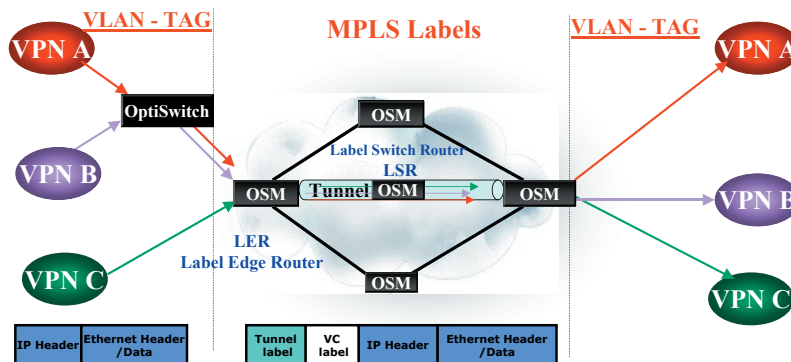 VLAN - TAG
MPLS Labels
VLAN - TAG
VPN A
VPN A
OptiSwitch
OSM
Label Switch Router
LSR
VPN B
OSM
Tunnel
OSM
OSM
VPN B
LER
Label Edge Router
VPN C
OSM
VPN C
IP Header
Ethernet Header
/Data
Tunnel
label
VC
label
IP Header
Ethernet Header
/Data